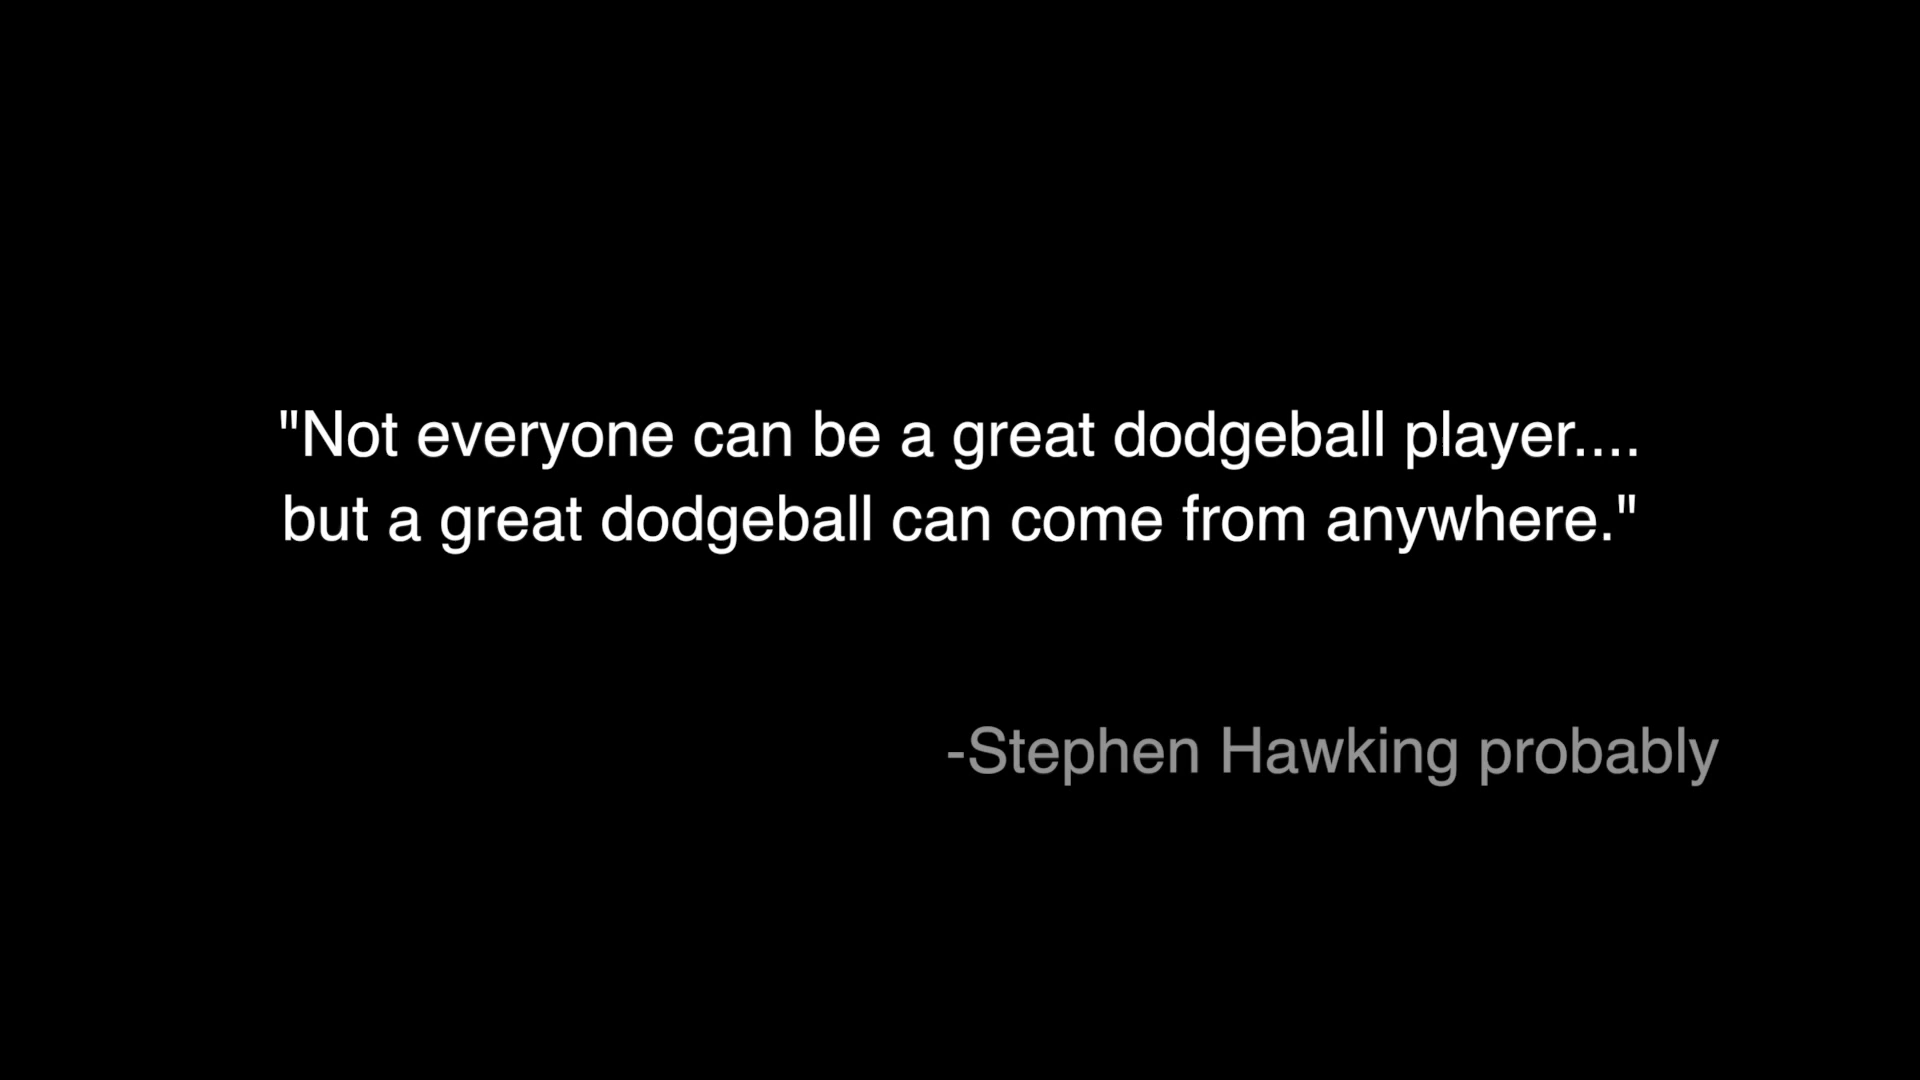 "Not everyone can be a great dodgeball player....
but a great dodgeball can come from anywhere."
-Stephen Hawking probably